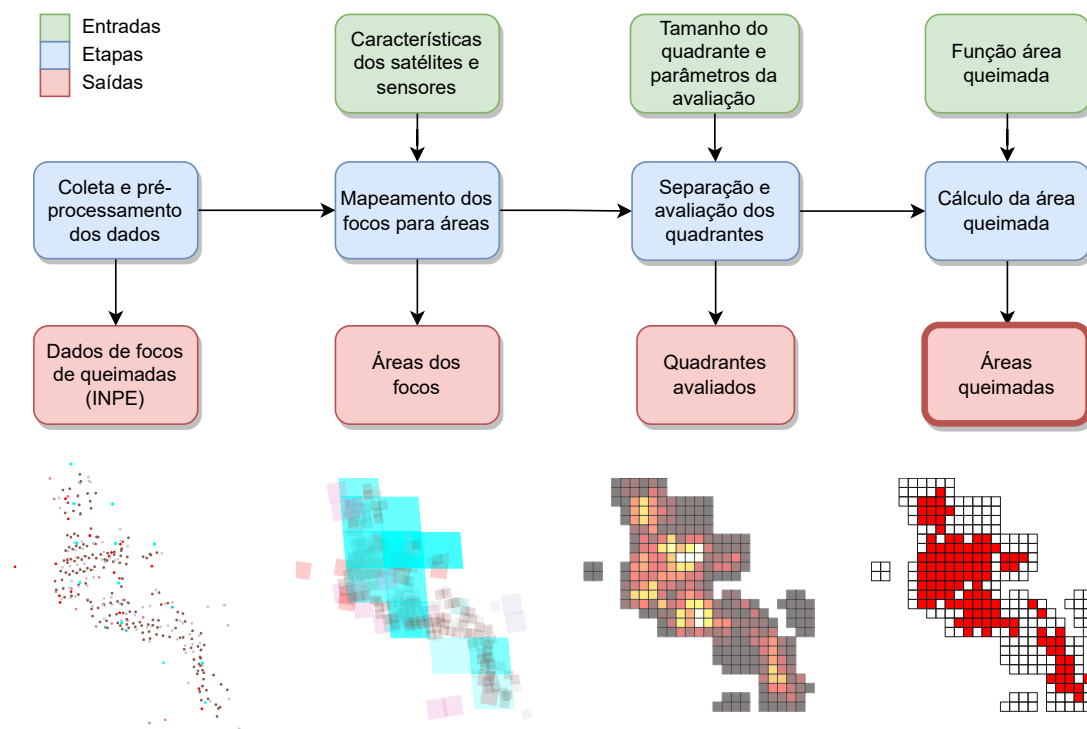 Entradas
Etapas
Saídas
Características
dos satélites e
sensores
Tamanho do
quadrante e
parâmetros da
avaliação
Função área
queimada
Coleta e pré-
processamento
dos dados
Mapeamento dos
focos para áreas
Separação e
avaliação dos
quadrantes
Cálculo da área
queimada
Dados de focos
de queimadas
(INPE)
Áreas dos
focos
Quadrantes
avaliados
Áreas
queimadas